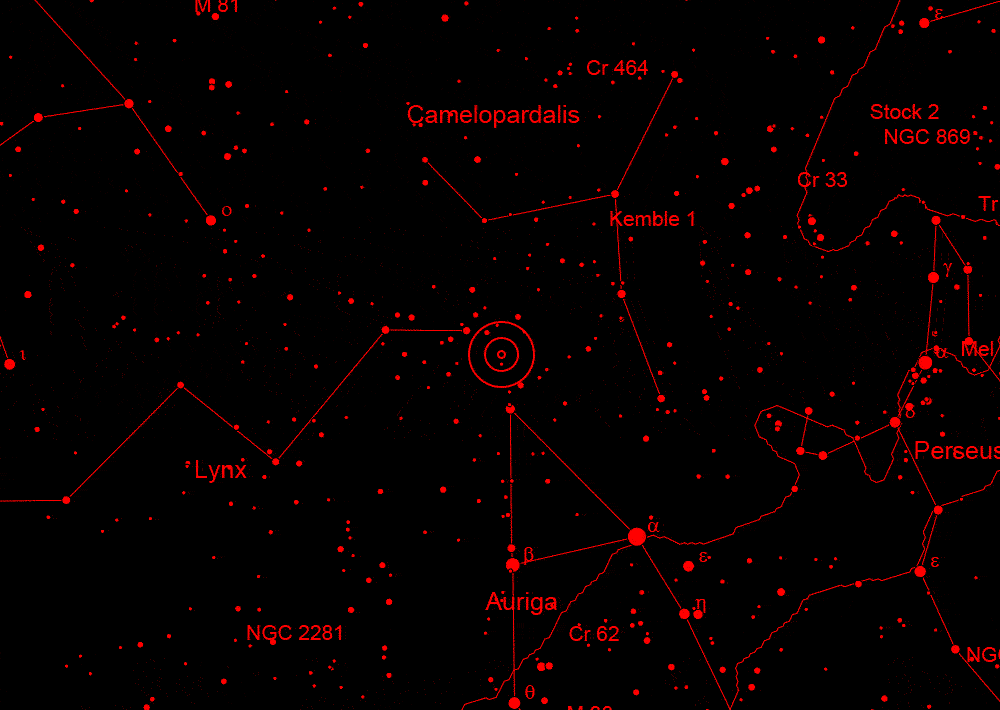 M 81
ε
Cr 464
Camelopardalis
Stock 2
NGC 869
Cr 33
Tr
ο
Kemble 1
γ
ι
α
Mel
δ
Perseus
Lynx
α
β
ε
ε
Auriga
η
NGC 2281
Cr 62
NGC
θ